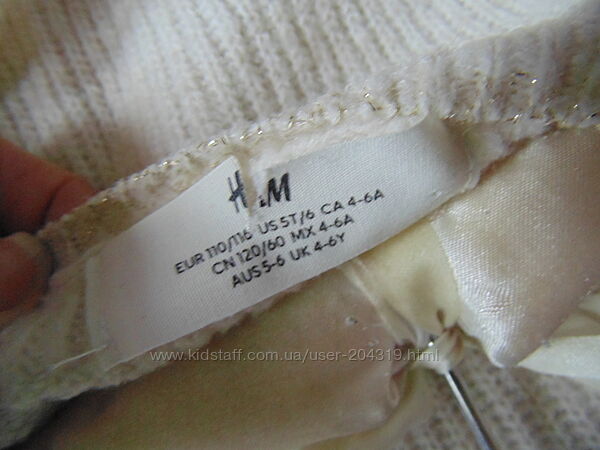 H&M
EUR 110/116 US 5T/6 CA 4-6A
CN 120/60 MX 4-6A
AUS 5-6 UK 4-6Y
www.kidstaff.com.ua/user-204319.html